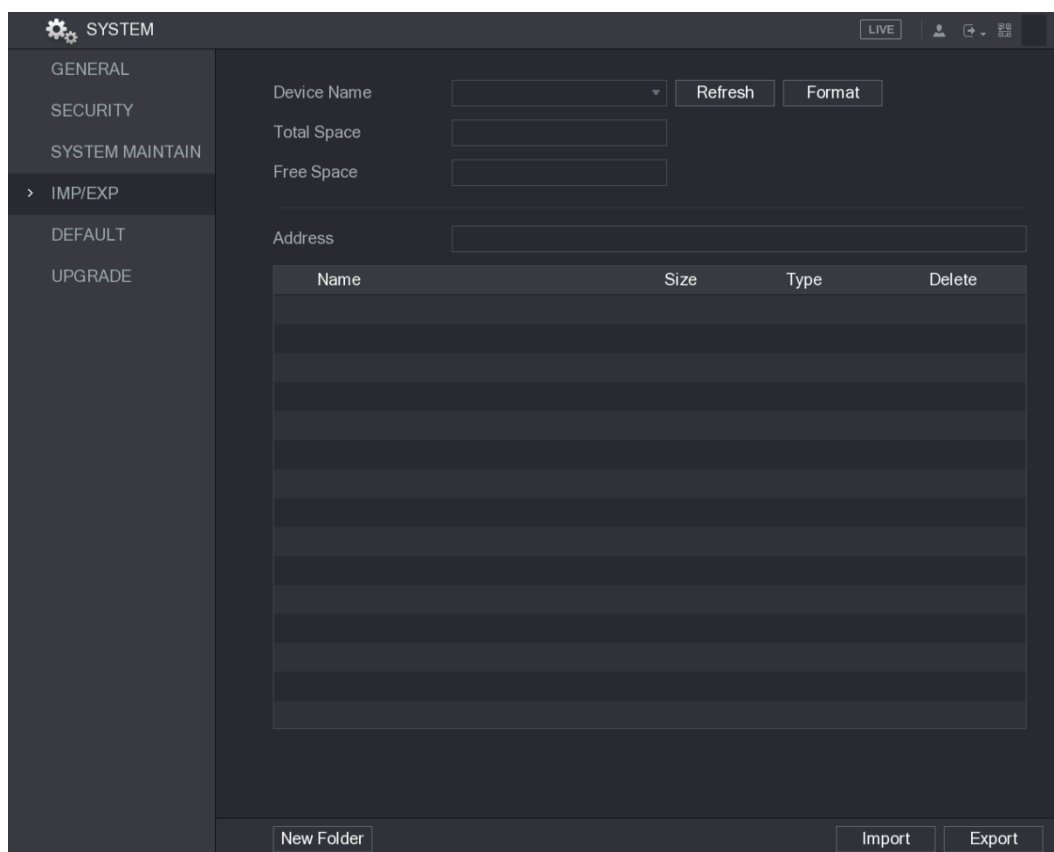 SYSTEM
LIVE
GENERAL
SECURITY
SYSTEM MAINTAIN
IMP/EXP
DEFAULT
UPGRADE
Device Name
Refresh
Format
Total Space
Free Space
Address
Name Size Type Delete
New Folder
Import
Export